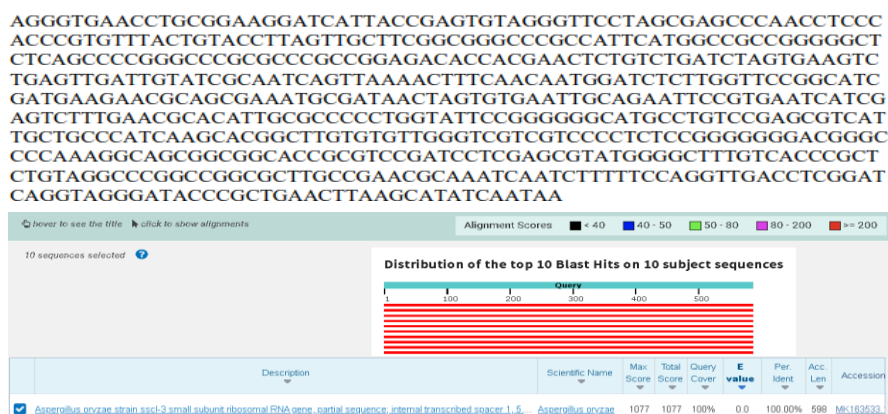 AGGGTGAACCTGCGGAAGGATCATTACCGAGTGTAGGGTTCCTAGCGAGCCCAACCTCCC
ACCCGTGTTTACTGTACCTTAGTTGCTTCGGCGGGCCCGCCATTCATGGCCGCCGGGGGCT
CTCAGCCCCGGGCCCGCGCCCGCCGGAGACACCACGAACTCTGTCTGATCTAGTGAAGTC
TGAGTTGATTGTATCGCAATCAGTTAAAACTTTCAACAATGGATCTCTTGGTTCCGGCATC
GATGAAGAACGCAGCGAAATGCGATAACTAGTGTGAATTGCAGAATTCCGTGAATCATCG
AGTCTTTGAACGCACATTGCGCCCCCTGGTATTCCGGGGGGCATGCCTGTCCGAGCGTCAT
TGCTGCCCATCAAGCACGGCTTGTGTGTTGGGTCGTCGTCCCCTCTCCGGGGGGGACGGGC
CCCAAAGGCAGCGGCGGCACCGCGTCCGATCCTCGAGCGTATGGGGCTTTGTCACCCGCT
CTGTAGGCCCGGCCGGCGCTTGCCGAACGCAAATCAATCTTTTTCCAGGTTGACCTCGGAT
CAGGTAGGGATACCCGCTGAACTTAAGCATATCAATAA
hover to see the title click to show alignments Alignment Scores < 40 40 - 50 50 - 80 80 - 200 >= 200
10 sequences selected ?
Distribution of the top 10 Blast Hits on 10 subject sequences
Query
1 100 200 300 400 500
Description Scientific Name Max Score Total Score Query Cover E value Per. Ident Acc. Len Accession
Aspergillus oryzae strain sscl-3 small subunit ribosomal RNA gene, partial sequence; internal transcribed spacer 1, 5... Aspergillus oryzae 1077 1077 100% 0.0 100.00% 598 MK163533.